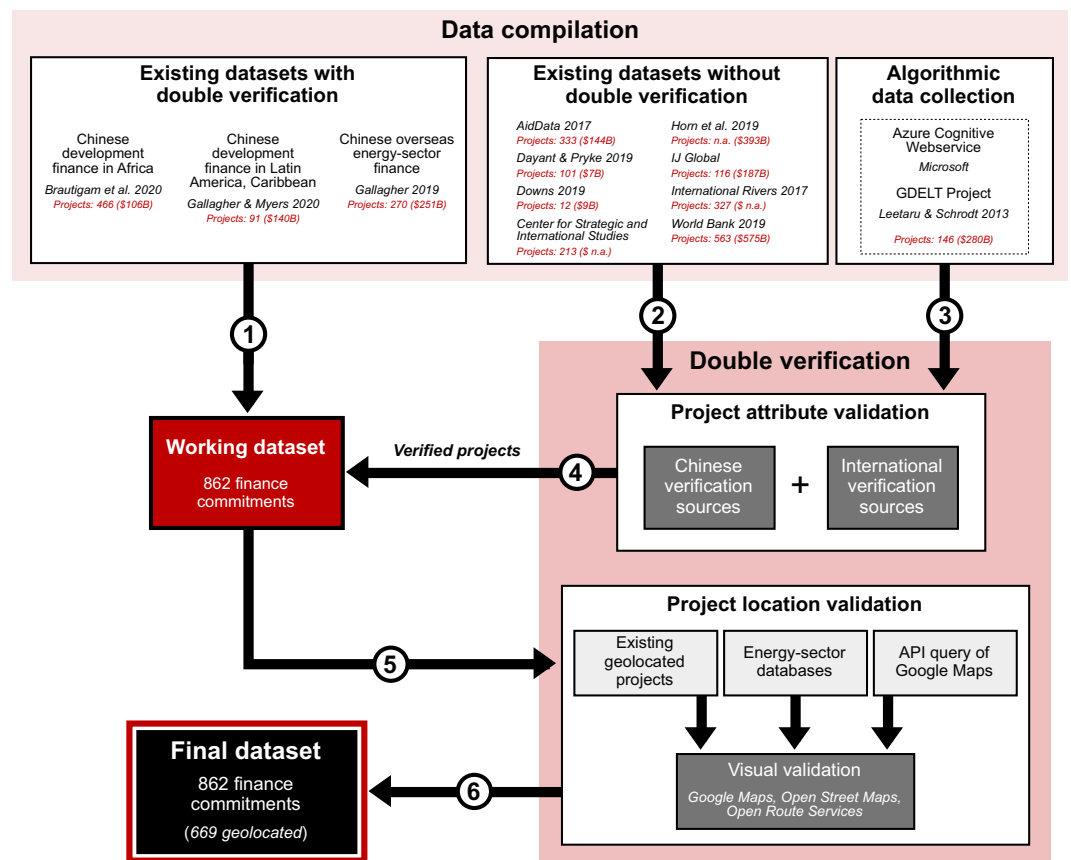 Data compilation
Existing datasets with
double verification
Chinese
development
finance in Africa
Brautigam et al. 2020
Projects: 466 ($106B)
Chinese
development
finance in Latin
America, Caribbean
Gallagher & Myers 2020
Projects: 91 ($140B)
Chinese overseas
energy-sector
finance
Gallagher 2019
Projects: 270 ($251B)
Existing datasets without
double verification
AidData 2017
Projects: 333 ($144B)
Dayant & Pryke 2019
Projects: 101 ($7B)
Downs 2019
Projects: 12 ($9B)
Center for Strategic and
International Studies
Projects: 213 ($ n.a.)
Horn et al. 2019
Projects: n.a. ($393B)
IJ Global
Projects: 116 ($187B)
International Rivers 2017
Projects: 327 ($ n.a.)
World Bank 2019
Projects: 563 ($575B)
Algorithmic
data collection
Azure Cognitive
Webservice
Microsoft
GDELT Project
Leetaru & Schrodt 2013
Projects: 146 ($280B)
1
2
3
Double verification
Project attribute validation
Chinese
verification
sources
+
International
verification
sources
Verified projects
4
Working dataset
862 finance
commitments
5
Project location validation
Existing
geolocated
projects
Energy-sector
databases
API query of
Google Maps
Visual validation
Google Maps, Open Street Maps,
Open Route Services
6
Final dataset
862 finance
commitments
(669 geolocated)